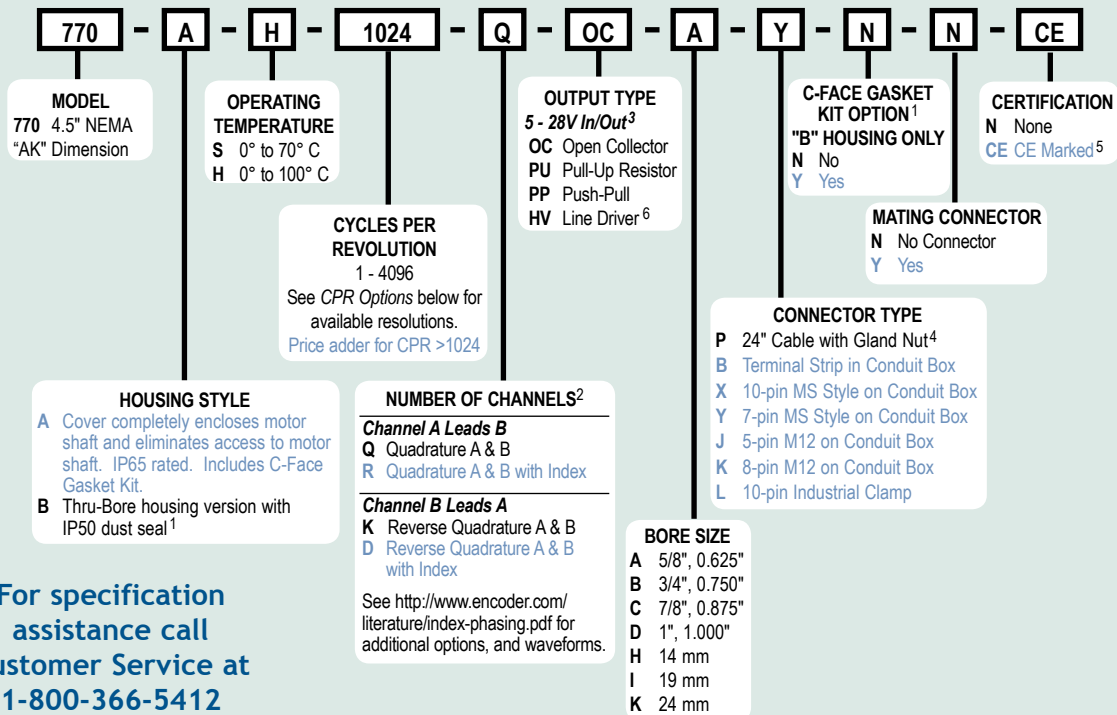 770 - A - H - 1024 - Q - OC - A - Y - N - N - CE
MODEL
770 4.5" NEMA
“AK” Dimension
OPERATING
TEMPERATURE
S 0° to 70° C
H 0° to 100° C
OUTPUT TYPE
5 - 28V In/Out3
OC Open Collector
PU Pull-Up Resistor
PP Push-Pull
HV Line Driver 6
C-FACE GASKET
KIT OPTION1
"B" HOUSING ONLY
N No
Y Yes
CERTIFICATION
N None
CE CE Marked5
CYCLES PER
REVOLUTION
1 - 4096
See CPR Options below for
available resolutions.
Price adder for CPR >1024
MATING CONNECTOR
N No Connector
Y Yes
CONNECTOR TYPE
P 24" Cable with Gland Nut4
B Terminal Strip in Conduit Box
X 10-pin MS Style on Conduit Box
Y 7-pin MS Style on Conduit Box
J 5-pin M12 on Conduit Box
K 8-pin M12 on Conduit Box
L 10-pin Industrial Clamp
HOUSING STYLE
A Cover completely encloses motor
shaft and eliminates access to motor
shaft. IP65 rated. Includes C-Face
Gasket Kit.
B Thru-Bore housing version with
IP50 dust seal1
NUMBER OF CHANNELS2
Channel A Leads B
Q Quadrature A & B
R Quadrature A & B with Index
Channel B Leads A
K Reverse Quadrature A & B
D Reverse Quadrature A & B
with Index
See http://www.encoder.com/
literature/index-phasing.pdf for
additional options, and waveforms.
BORE SIZE
A 5/8", 0.625"
B 3/4", 0.750"
C 7/8", 0.875"
D 1", 1.000"
H 14 mm
I 19 mm
K 24 mm
For specification
assistance call
ustomer Service at
1-800-366-5412